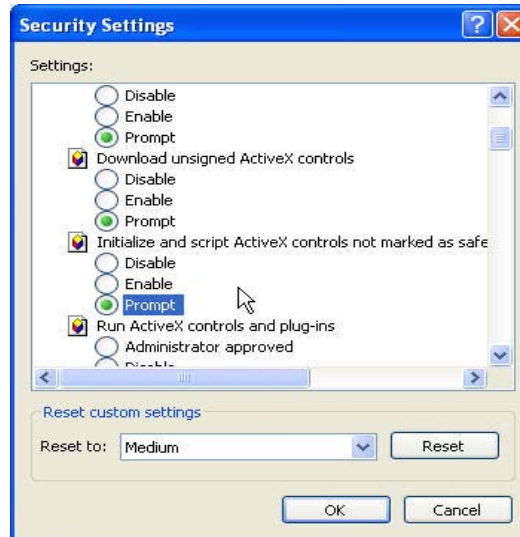 Security Settings
Settings:
Disable
Enable
Prompt
Download unsigned ActiveX controls
Disable
Enable
Prompt
Initialize and script ActiveX controls not marked as safe
Disable
Enable
Prompt
Run ActiveX controls and plug-ins
Administrator approved
Disable
Reset custom settings
Reset to: Medium Reset
OK Cancel